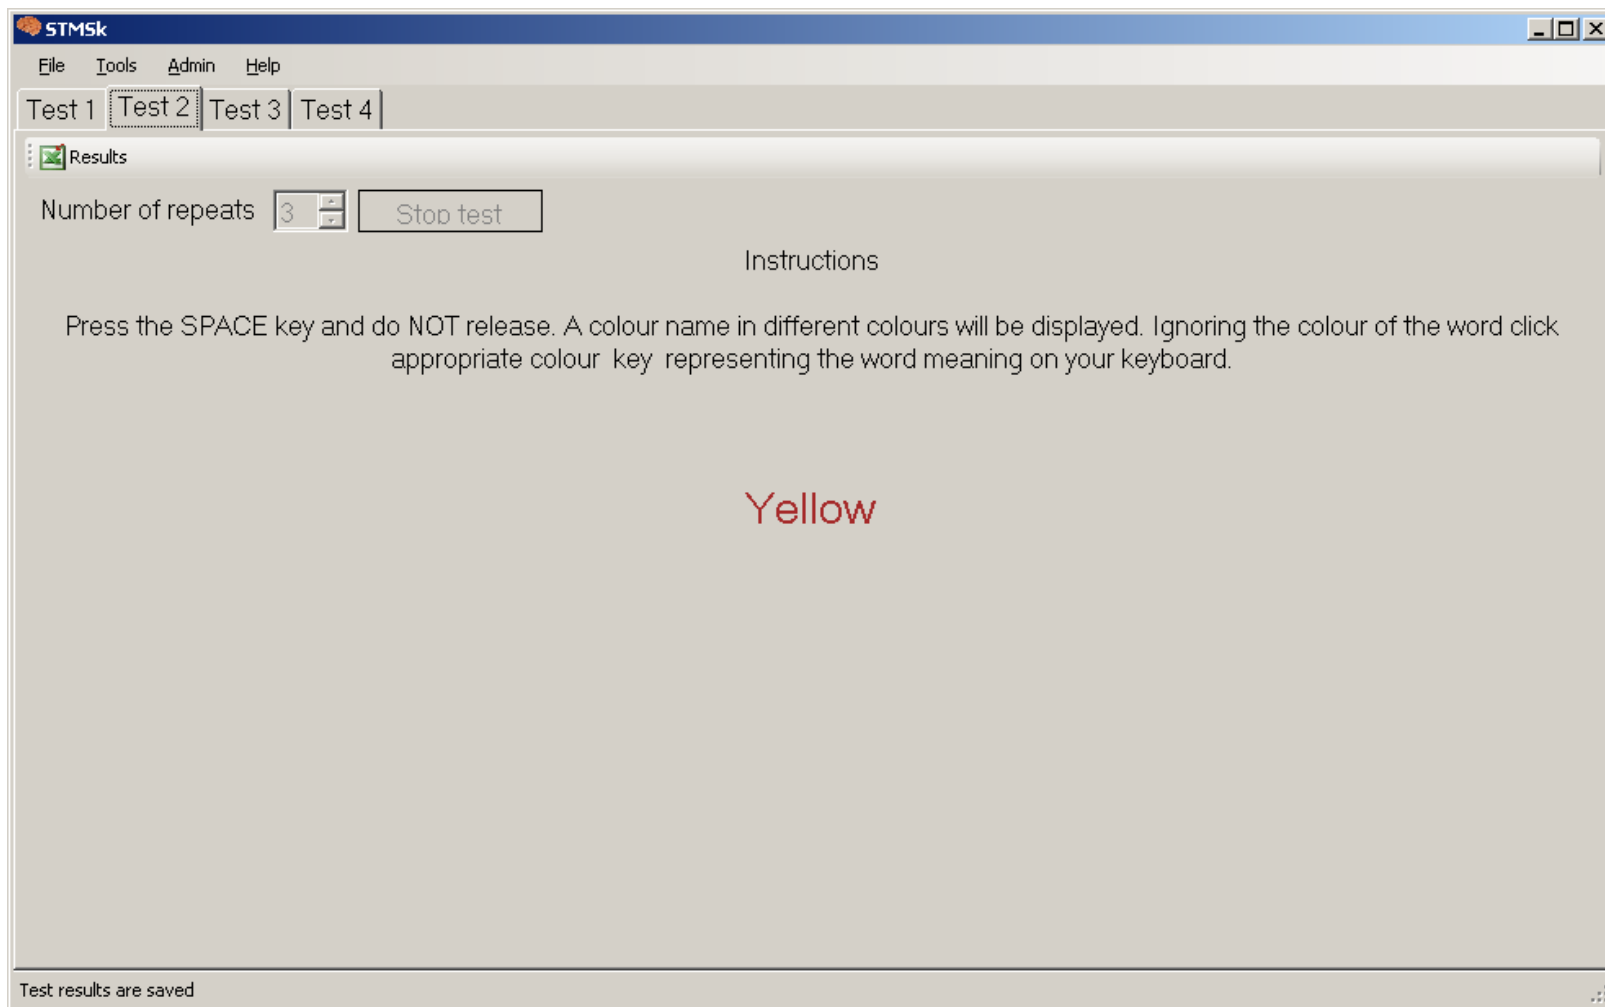 STMSk
File Tools Admin Help
Test 1 Test 2 Test 3 Test 4
Results
Number of repeats 3 Stop test
Instructions
Press the SPACE key and do NOT release. A colour name in different colours will be displayed. Ignoring the colour of the word click
appropriate colour key representing the word meaning on your keyboard.
Yellow
Test results are saved